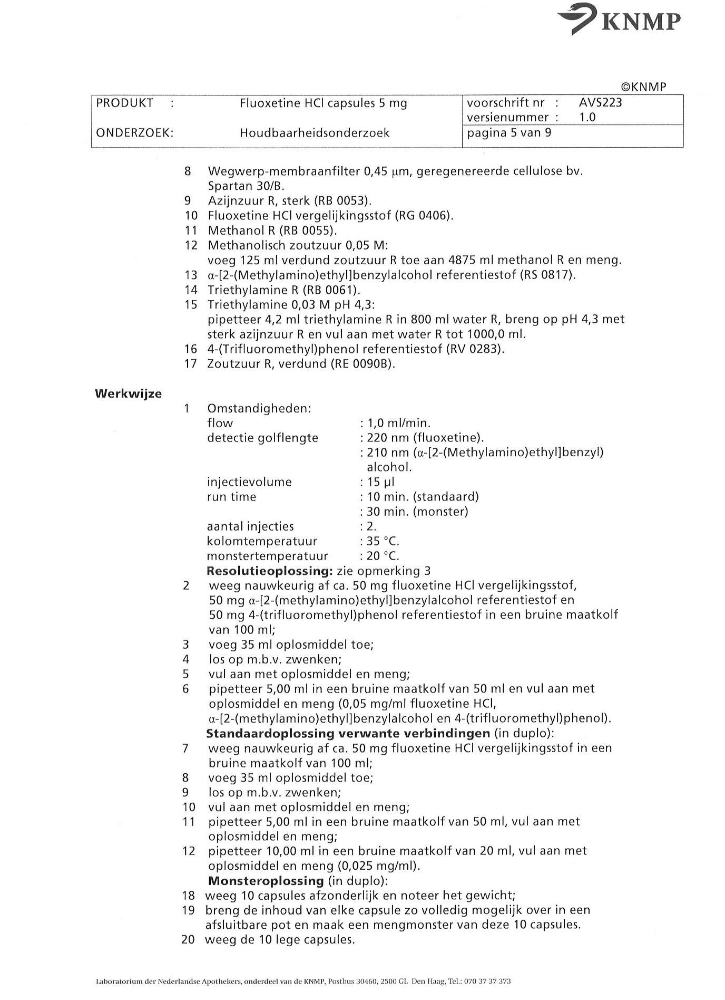 KNMP
©KNMP
PRODUKT : Fluoxetine HCl capsules 5 mg voorschrift nr : AVS223
versienummer : 1.0
ONDERZOEK: Houdbaarheidsonderzoek pagina 5 van 9
8 Wegwerp-membraanfilter 0,45 µm, geregenereerde cellulose bv.
Spartan 30/B.
9 Azijnzuur R, sterk (RB 0053).
10 Fluoxetine HCl vergelijkingsstof (RG 0406).
11 Methanol R (RB 0055).
12 Methanolisch zoutzuur 0,05 M:
voeg 125 ml verdund zoutzuur R toe aan 4875 ml methanol R en meng.
13 α-[2-(Methylamino)ethyl]benzylalcohol referentiestof (RS 0817).
14 Triethylamine R (RB 0061).
15 Triethylamine 0,03 M pH 4,3:
pipetteer 4,2 ml triethylamine R in 800 ml water R, breng op pH 4,3 met
sterk azijnzuur R en vul aan met water R tot 1000,0 ml.
16 4-(Trifluoromethyl)phenol referentiestof (RV 0283).
17 Zoutzuur R, verdund (RE 0090B).
Werkwijze
1 Omstandigheden:
flow : 1,0 ml/min.
detectie golflengte : 220 nm (fluoxetine).
: 210 nm (α-[2-(Methylamino)ethyl]benzyl)
alcohol.
injectievolume : 15 µl
run time : 10 min. (standaard)
: 30 min. (monster)
aantal injecties : 2.
kolomtemperatuur : 35 °C.
monstertemperatuur : 20 °C.
Resolutieoplossing: zie opmerking 3
2 weeg nauwkeurig af ca. 50 mg fluoxetine HCl vergelijkingsstof,
50 mg α-[2-(methylamino)ethyl]benzylalcohol referentiestof en
50 mg 4-(trifluoromethyl)phenol referentiestof in een bruine maatkolf
van 100 ml;
3 voeg 35 ml oplosmiddel toe;
4 los op m.b.v. zwenken;
5 vul aan met oplosmiddel en meng;
6 pipetteer 5,00 ml in een bruine maatkolf van 50 ml en vul aan met
oplosmiddel en meng (0,05 mg/ml fluoxetine HCl,
α-[2-(methylamino)ethyl]benzylalcohol en 4-(trifluoromethyl)phenol).
Standaardoplossing verwante verbindingen (in duplo):
7 weeg nauwkeurig af ca. 50 mg fluoxetine HCl vergelijkingsstof in een
bruine maatkolf van 100 ml;
8 voeg 35 ml oplosmiddel toe;
9 los op m.b.v. zwenken;
10 vul aan met oplosmiddel en meng;
11 pipetteer 5,00 ml in een bruine maatkolf van 50 ml, vul aan met
oplosmiddel en meng;
12 pipetteer 10,00 ml in een bruine maatkolf van 20 ml, vul aan met
oplosmiddel en meng (0,025 mg/ml).
Monsteroplossing (in duplo):
18 weeg 10 capsules afzonderlijk en noteer het gewicht;
19 breng de inhoud van elke capsule zo volledig mogelijk over in een
afsluitbare pot en maak een mengmonster van deze 10 capsules.
20 weeg de 10 lege capsules.
Laboratorium der Nederlandse Apothekers, onderdeel van de KNMP, Postbus 30460, 2500 GL Den Haag, Tel.: 070 37 37 373